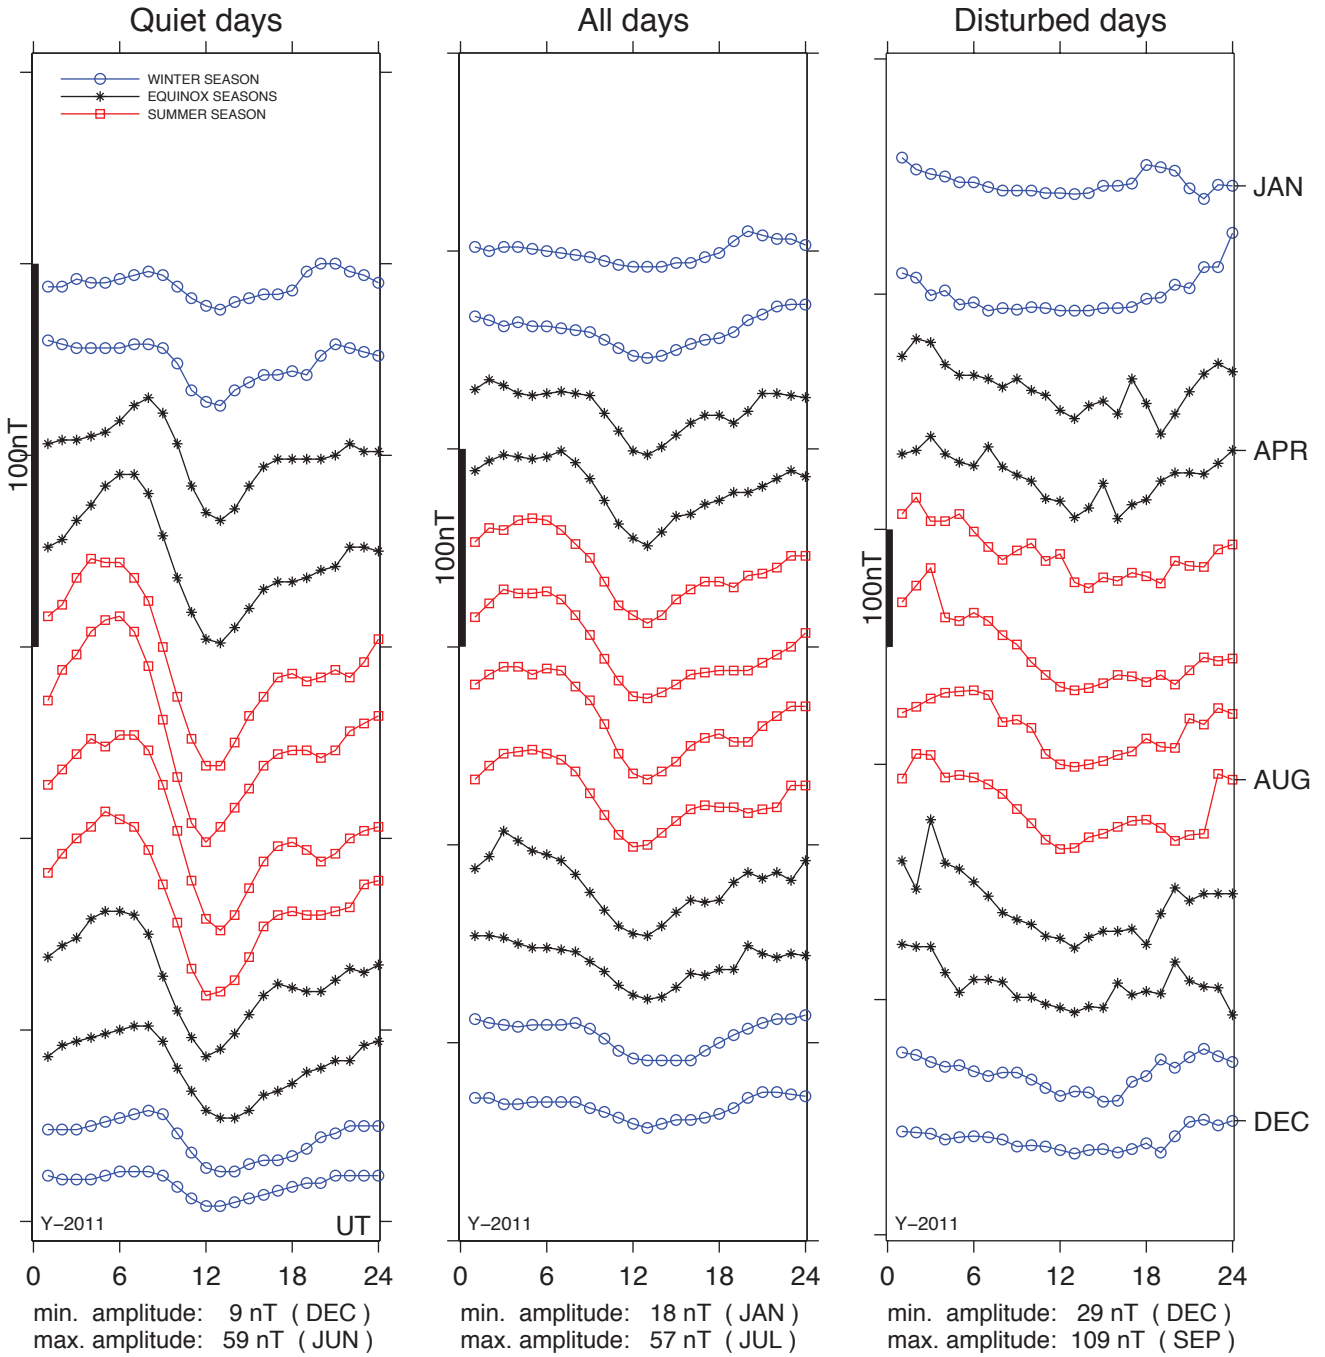 Quiet days
All days
Disturbed days
WINTER SEASON
EQUINOX SEASONS
SUMMER SEASON
JAN
APR
AUG
DEC
100nT
100nT
100nT
Y−2011
UT
Y−2011
Y−2011
0 6 12 18 24
0 6 12 18 24
0 6 12 18 24
min. amplitude: 9 nT ( DEC )
max. amplitude: 59 nT ( JUN )
min. amplitude: 18 nT ( JAN )
max. amplitude: 57 nT ( JUL )
min. amplitude: 29 nT ( DEC )
max. amplitude: 109 nT ( SEP )